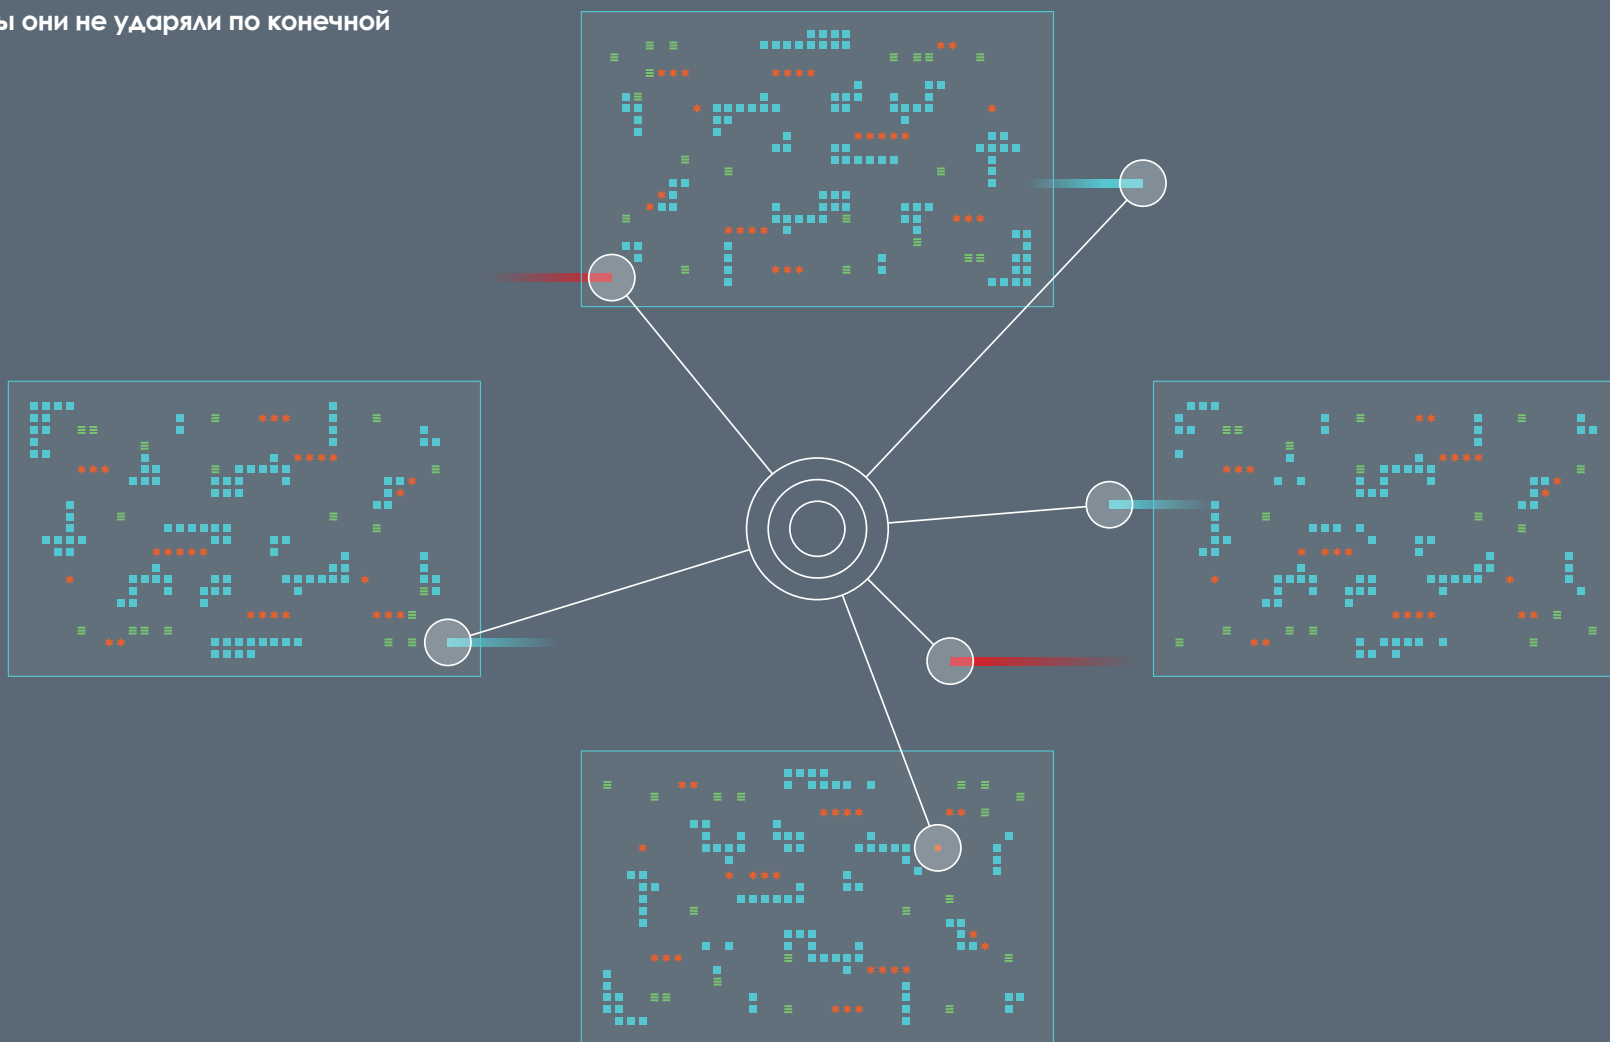 они не ударяли по конечной